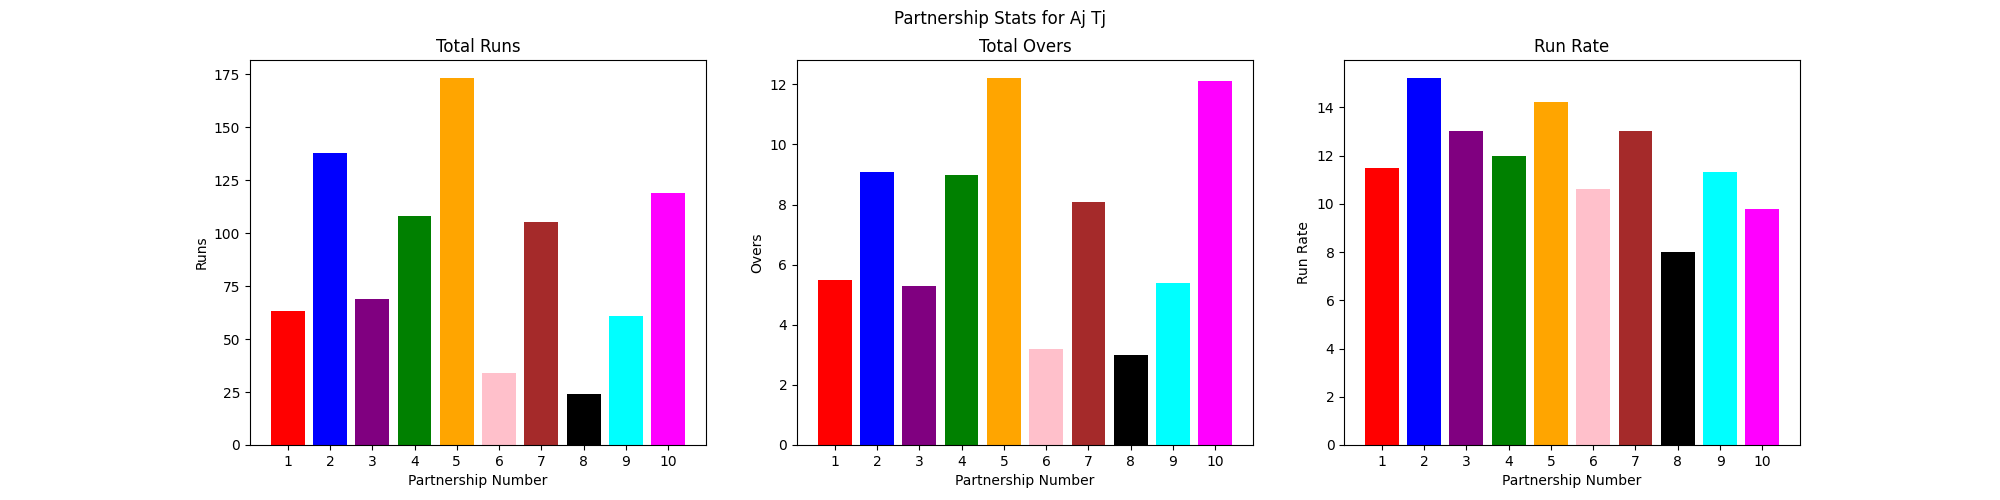 Partnership Stats for Aj Tj
Total Runs
Runs
175
150
125
100
75
50
25
0
1 2 3 4 5 6 7 8 9 10
Partnership Number
Total Overs
Overs
12
10
8
6
4
2
0
1 2 3 4 5 6 7 8 9 10
Partnership Number
Run Rate
Run Rate
14
12
10
8
6
4
2
0
1 2 3 4 5 6 7 8 9 10
Partnership Number